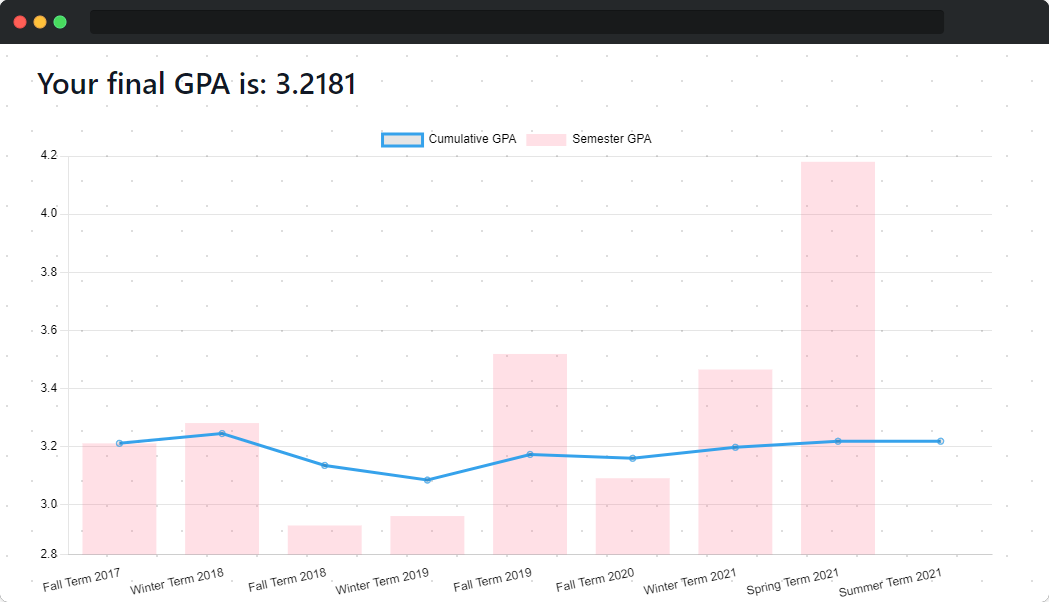 Your final GPA is: 3.2181
Cumulative GPA Semester GPA
4.2
4.0
3.8
3.6
3.4
3.2
3.0
2.8
Fall Term 2017 Winter Term 2018 Fall Term 2018 Winter Term 2019 Fall Term 2019 Fall Term 2020 Winter Term 2021 Spring Term 2021 Summer Term 2021